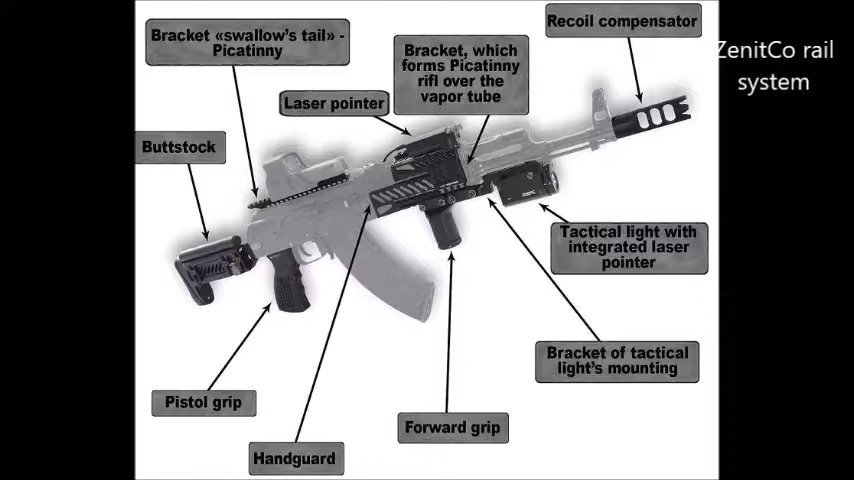 Recoil compensator
ZenitCo rail
system
Bracket «swallow's tail» -
Picatinny
Bracket, which
forms Picatinny
rifl over the
vapor tube
Laser pointer
Buttstock
Tactical light with
integrated laser
pointer
Bracket of tactical
light's mounting
Pistol grip
Forward grip
Handguard